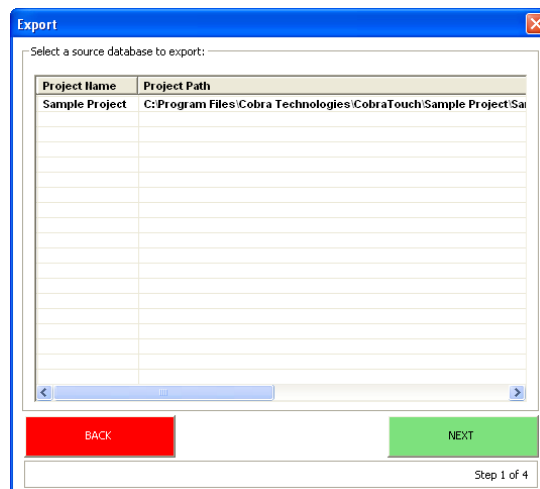 Export
Select a source database to export:
Project Name Project Path
Sample Project C:\Program Files\Cobra Technologies\CobraTouch\Sample Project\Sa
BACK NEXT
Step 1 of 4